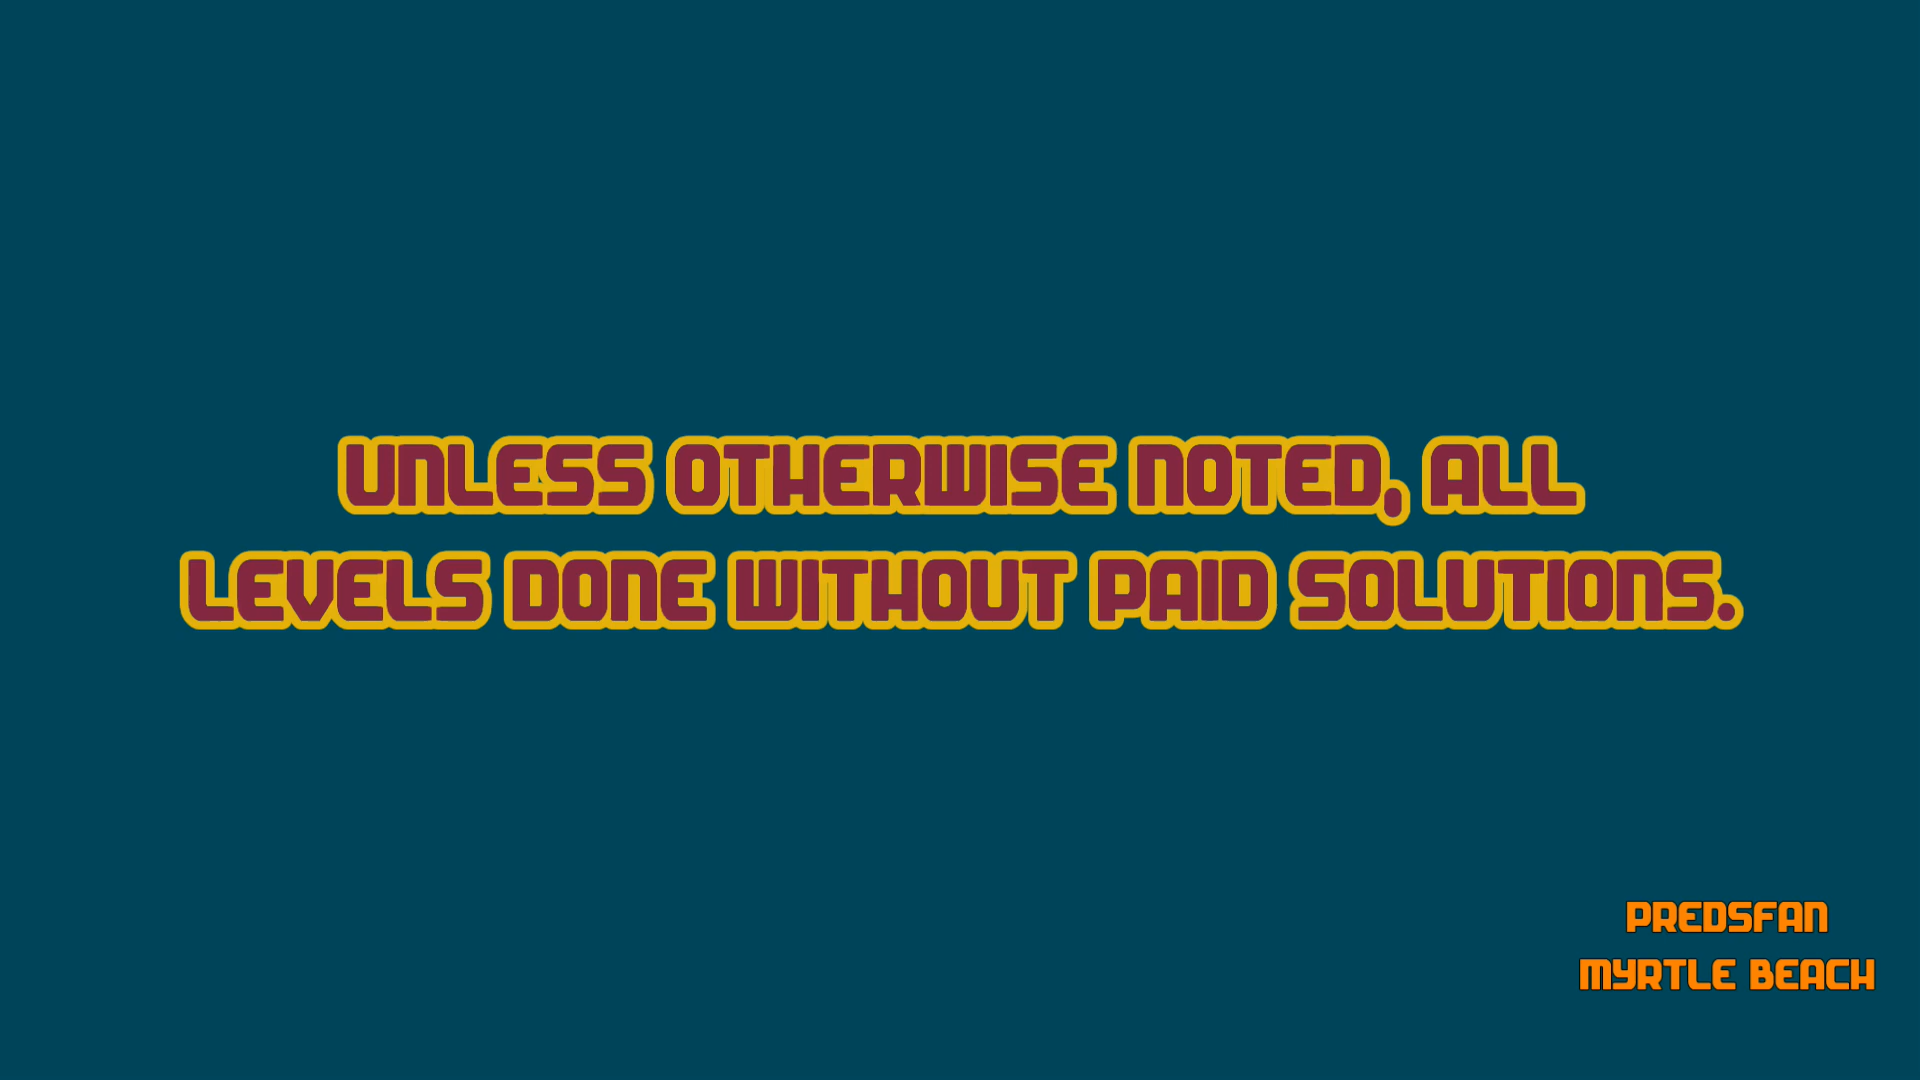 UNLESS OTHERWISE NOTED, ALL
LEVELS DONE WITHOUT PAID SOLUTIONS.
PREDSFAN
MYRTLE BEACH